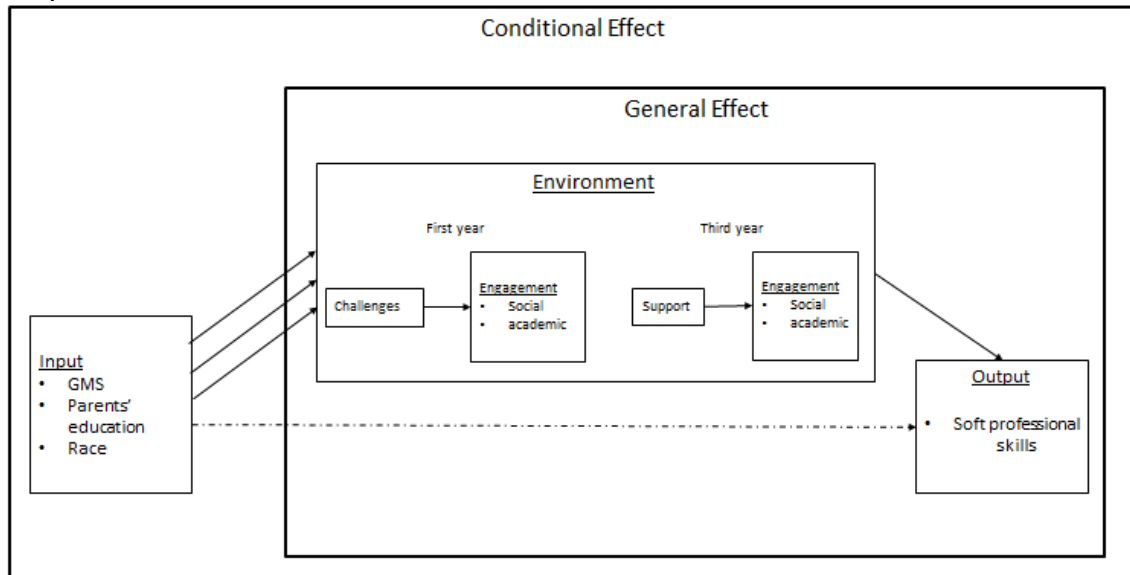 Conditional Effect
General Effect
Environment
First year
Third year
Challenges
Engagement
• Social
• academic
Support
Engagement
• Social
• academic
Input
• GMS
• Parents'
education
• Race
Output
• Soft professional
skills